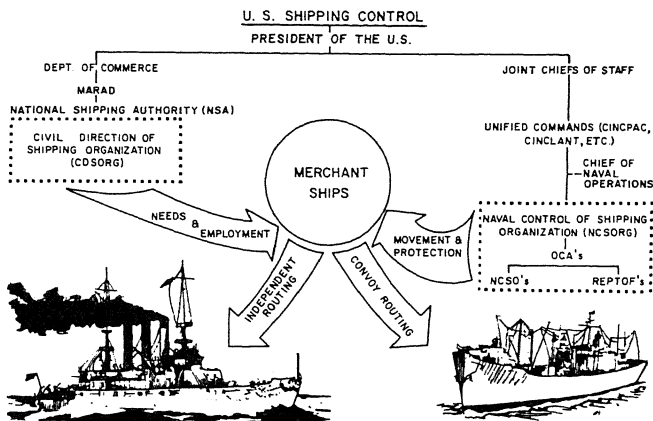 U. S. SHIPPING CONTROL
PRESIDENT OF THE U.S.
DEPT. OF COMMERCE
MARAD
NATIONAL SHIPPING AUTHORITY (NSA)
CIVIL DIRECTION OF
SHIPPING ORGANIZATION
(CDSORG)
JOINT CHIEFS OF STAFF
UNIFIED COMMANDS (CINCPAC,
CINCLANT, ETC.)
CHIEF OF
NAVAL
OPERATIONS
NAVAL CONTROL OF SHIPPING
ORGANIZATION (NCSORG)
OCA's
NCSO's
REPTOF's
MERCHANT
SHIPS
NEEDS
&
EMPLOYMENT
MOVEMENT &
PROTECTION
INDEPENDENT
ROUTING
CONVOY ROUTING